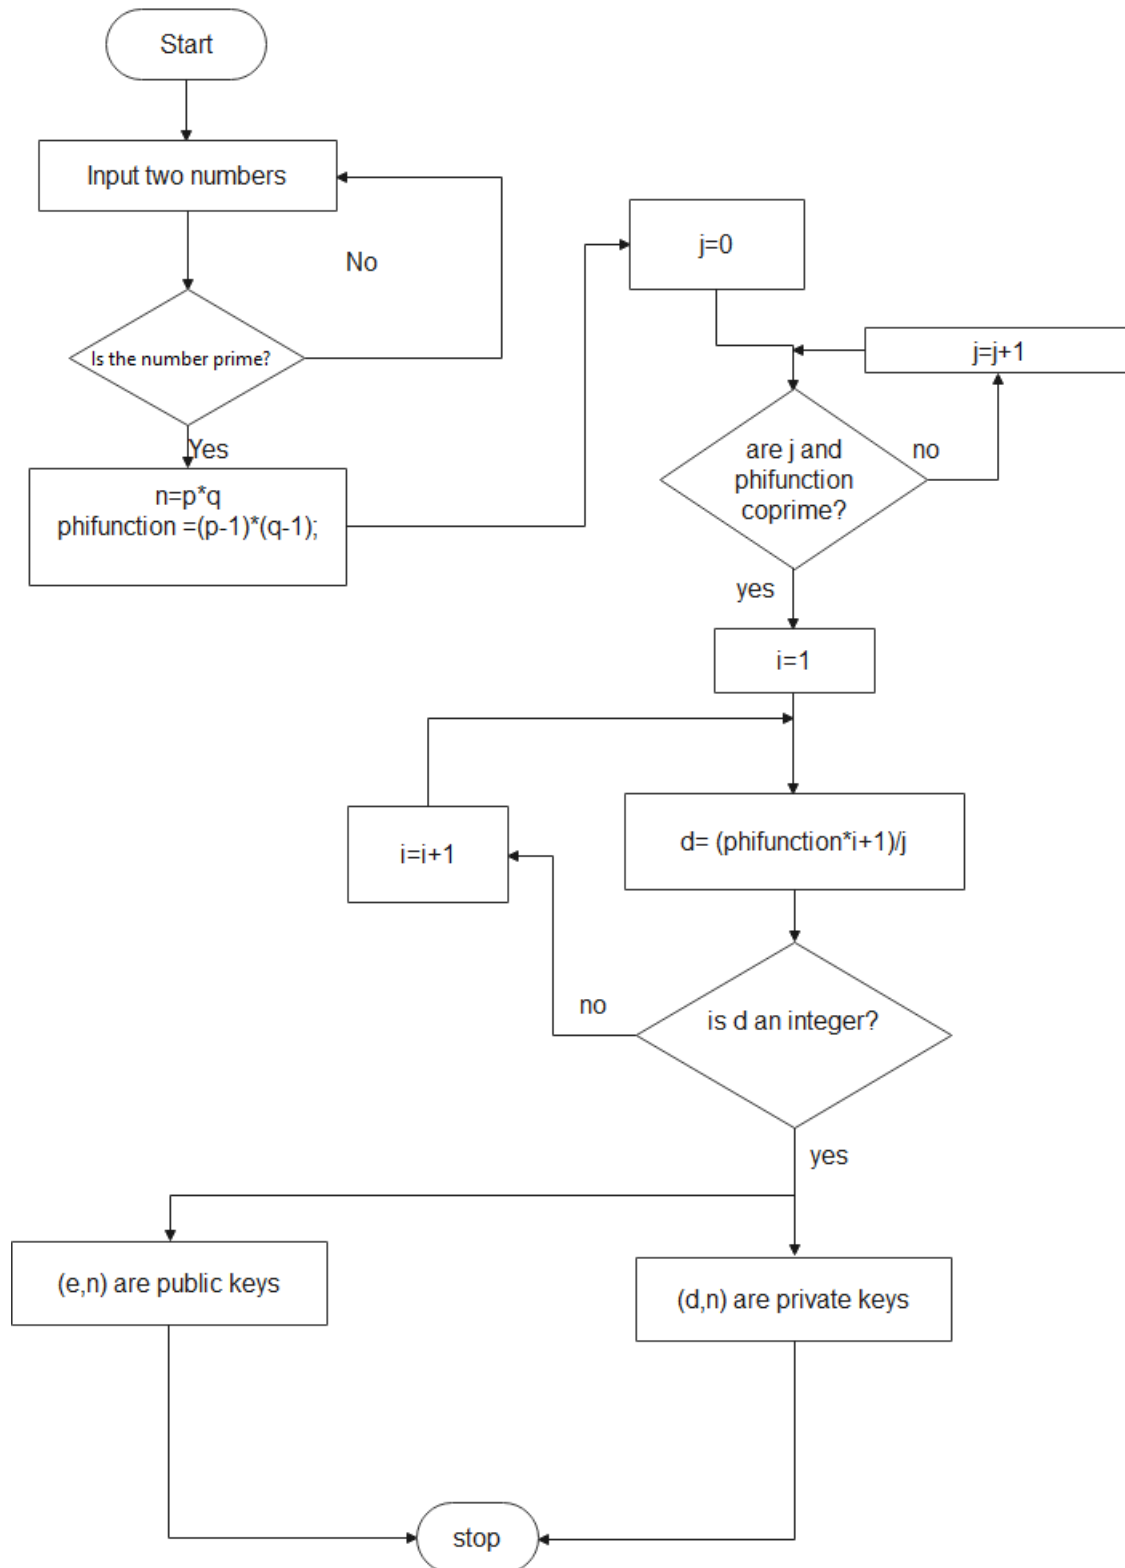 Start
Input two numbers
No
Is the number prime?
Yes
n=p*q
phifunction =(p-1)*(q-1);
j=0
j=j+1
are j and
phifunction
coprime?
no
yes
i=1
i=i+1
d= (phifunction*i+1)/j
no
is d an integer?
yes
(e,n) are public keys
(d,n) are private keys
stop